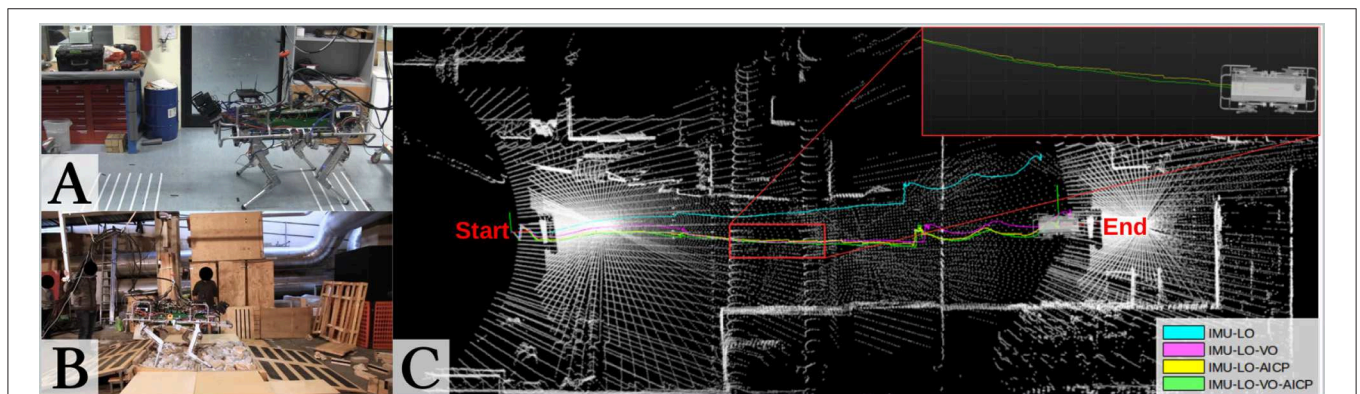 A
B
C
Start
End
IMU-LO
IMU-LO-VO
IMU-LO-AICP
IMU-LO-VO-AICP